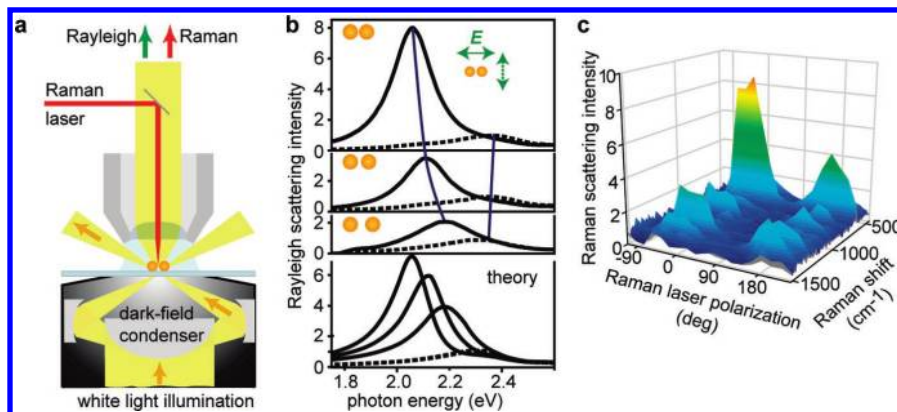 a
Rayleigh
Raman
Raman
laser
dark-field
condenser
white light illumination
b
E
Rayleigh scattering intensity
8
6
4
2
0
2
0
2
0
theory
6
4
2
0
1.8 2.0 2.2 2.4
photon energy (eV)
c
Raman scattering intensity
10
8
6
4
2
0
-90 0 90 180
Raman laser polarization
(deg)
500
1000
1500
Raman shift
(cm-1)